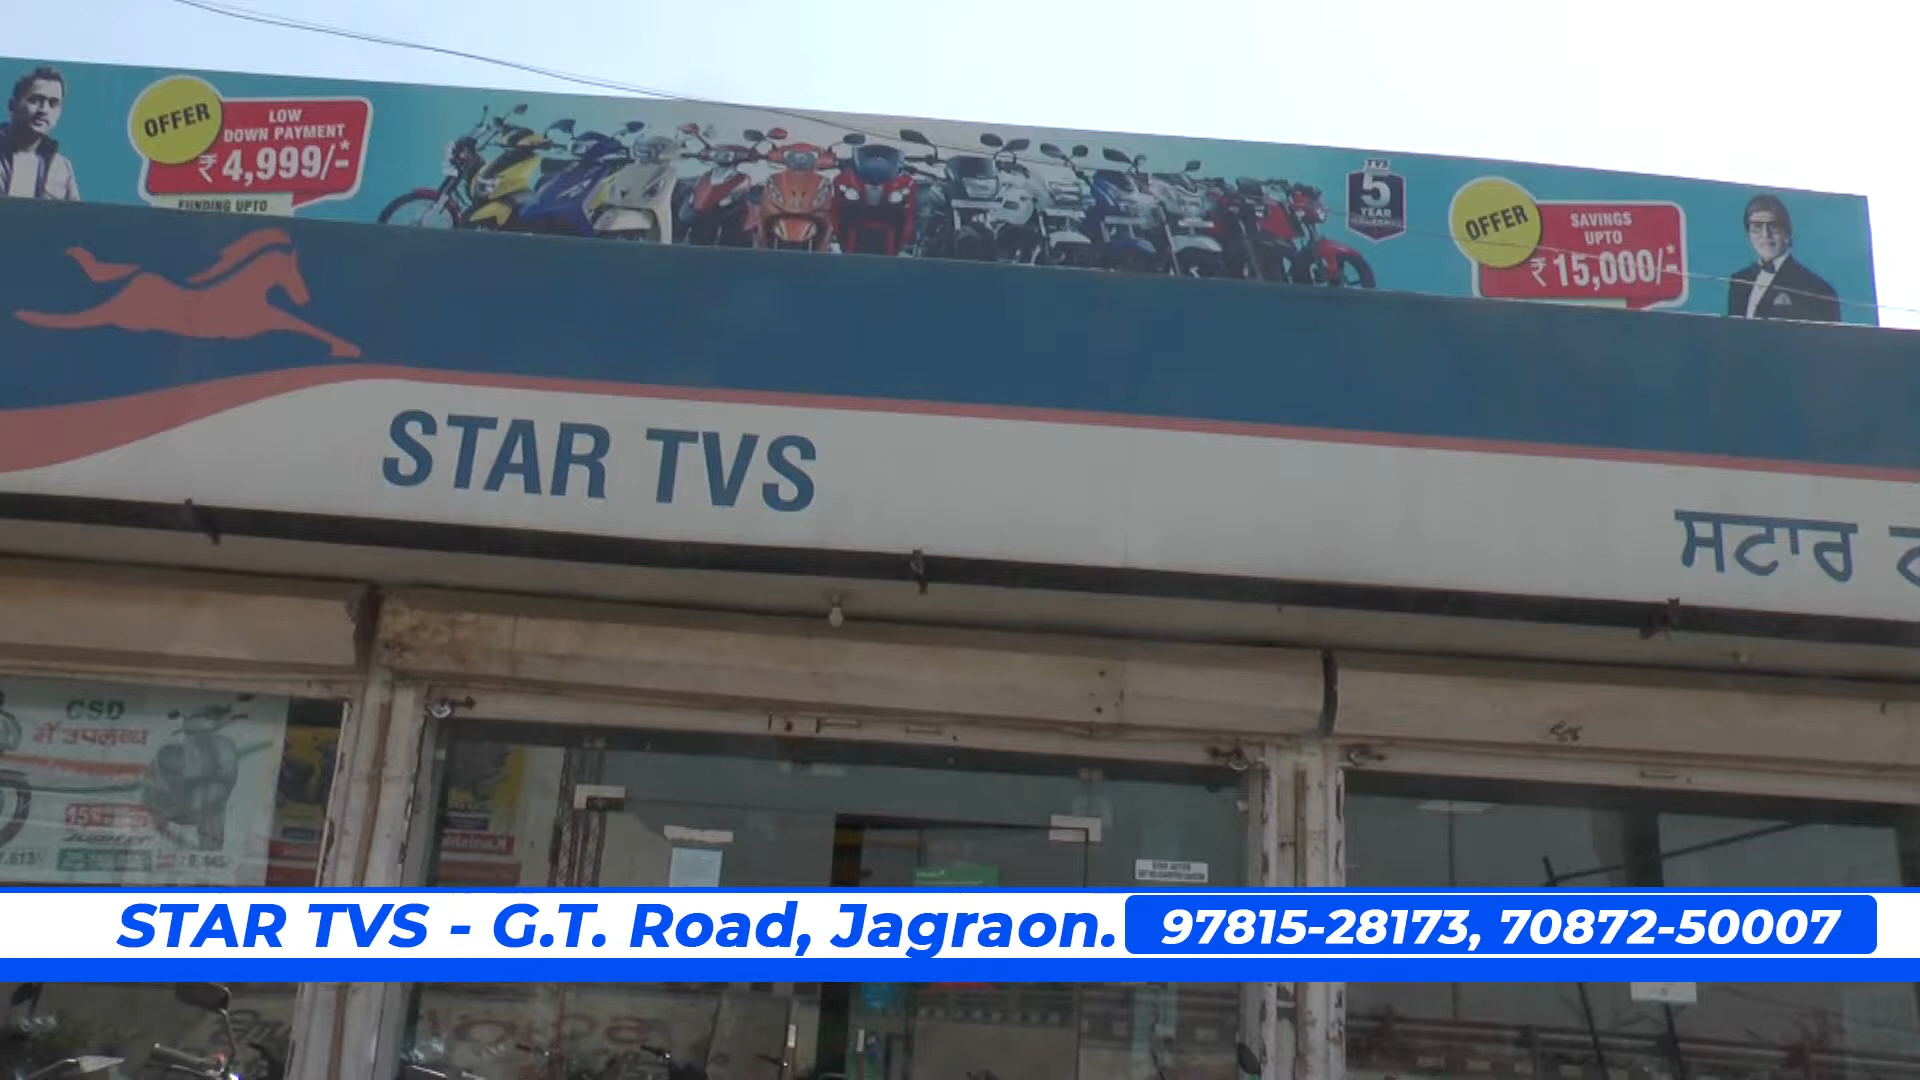 OFFER
LOW
DOWN PAYMENT
₹ 4,999/-*
FUNDING UPTO
TVS
5
YEAR
OFFER
SAVINGS
UPTO
₹ 15,000/-*
STAR TVS
ਸਟਾਰ
CSD
में उपलब्ध
STAR TVS - G.T. Road, Jagraon.
97815-28173, 70872-50007